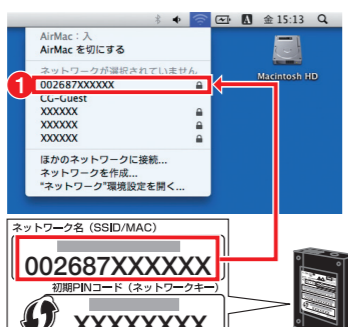 金 15:13
AirMac：入
AirMac を切にする
ネットワークが選択されていません
1
002687XXXXXX
CG-Guest
XXXXXX
XXXXXX
XXXXXX
ほかのネットワークに接続...
ネットワークを作成...
"ネットワーク"環境設定を開く...
Macintosh HD
ネットワーク名（SSID/MAC）
002687XXXXXX
初期PINコード（ネットワークキー）
XXXXXXXX